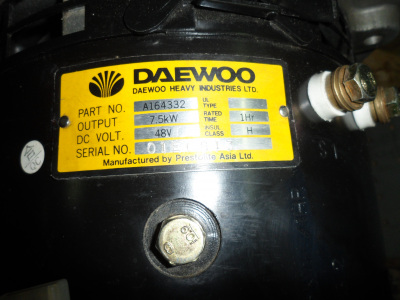 DAEWOO
DAEWOO HEAVY INDUSTRIES LTD.
PART NO. A164332 UL TYPE
OUTPUT 7.5kW RATED TIME 1Hr
DC VOLT. 48V INSUL CLASS H
SERIAL NO.
Manufactured by Prestolite Asia Ltd.